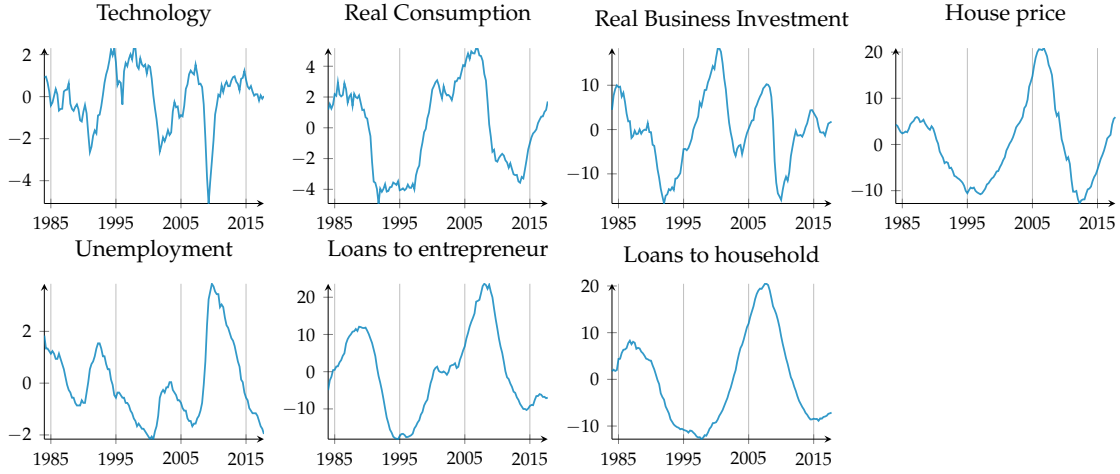 Technology
2
0
−2
−4
1985 1995 2005 2015
Real Consumption
4
2
0
−2
−4
1985 1995 2005 2015
Real Business Investment
10
0
−10
1985 1995 2005 2015
House price
20
10
0
−10
1985 1995 2005 2015
Unemployment
2
0
−2
1985 1995 2005 2015
Loans to entrepreneur
20
10
0
−10
1985 1995 2005 2015
Loans to household
20
10
0
−10
1985 1995 2005 2015